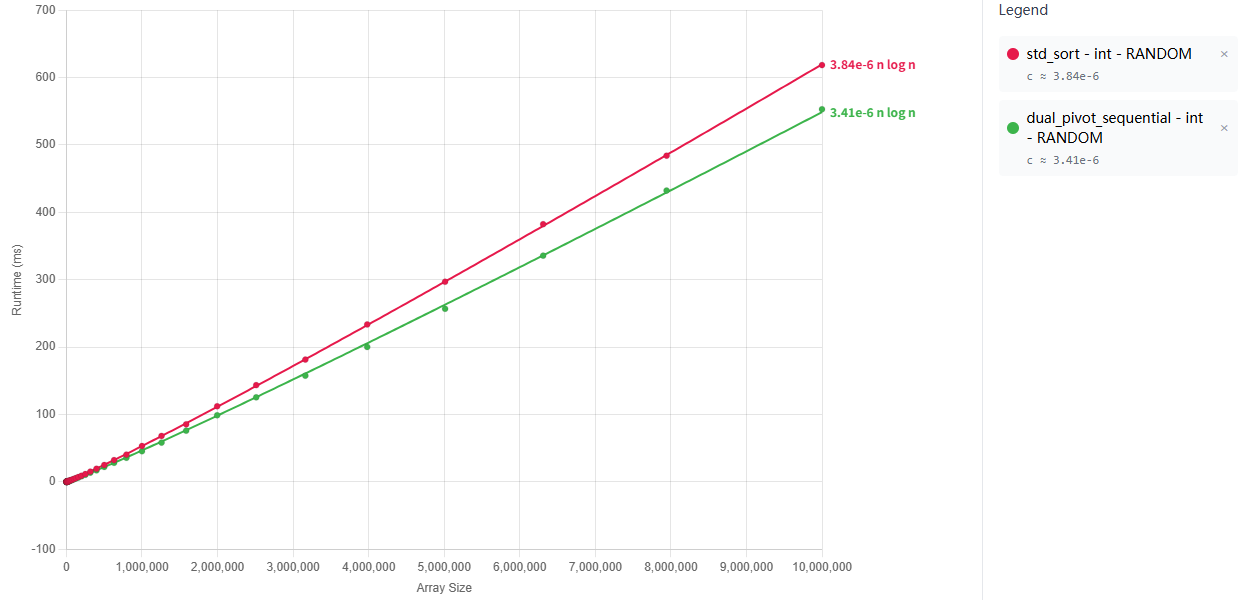 700
600
500
400
300
200
100
0
-100
Runtime (ms)
0 1,000,000 2,000,000 3,000,000 4,000,000 5,000,000 6,000,000 7,000,000 8,000,000 9,000,000 10,000,000
Array Size
3.84e-6 n log n
3.41e-6 n log n
Legend
std_sort - int - RANDOM ×
c ≈ 3.84e-6
dual_pivot_sequential - int
- RANDOM ×
c ≈ 3.41e-6